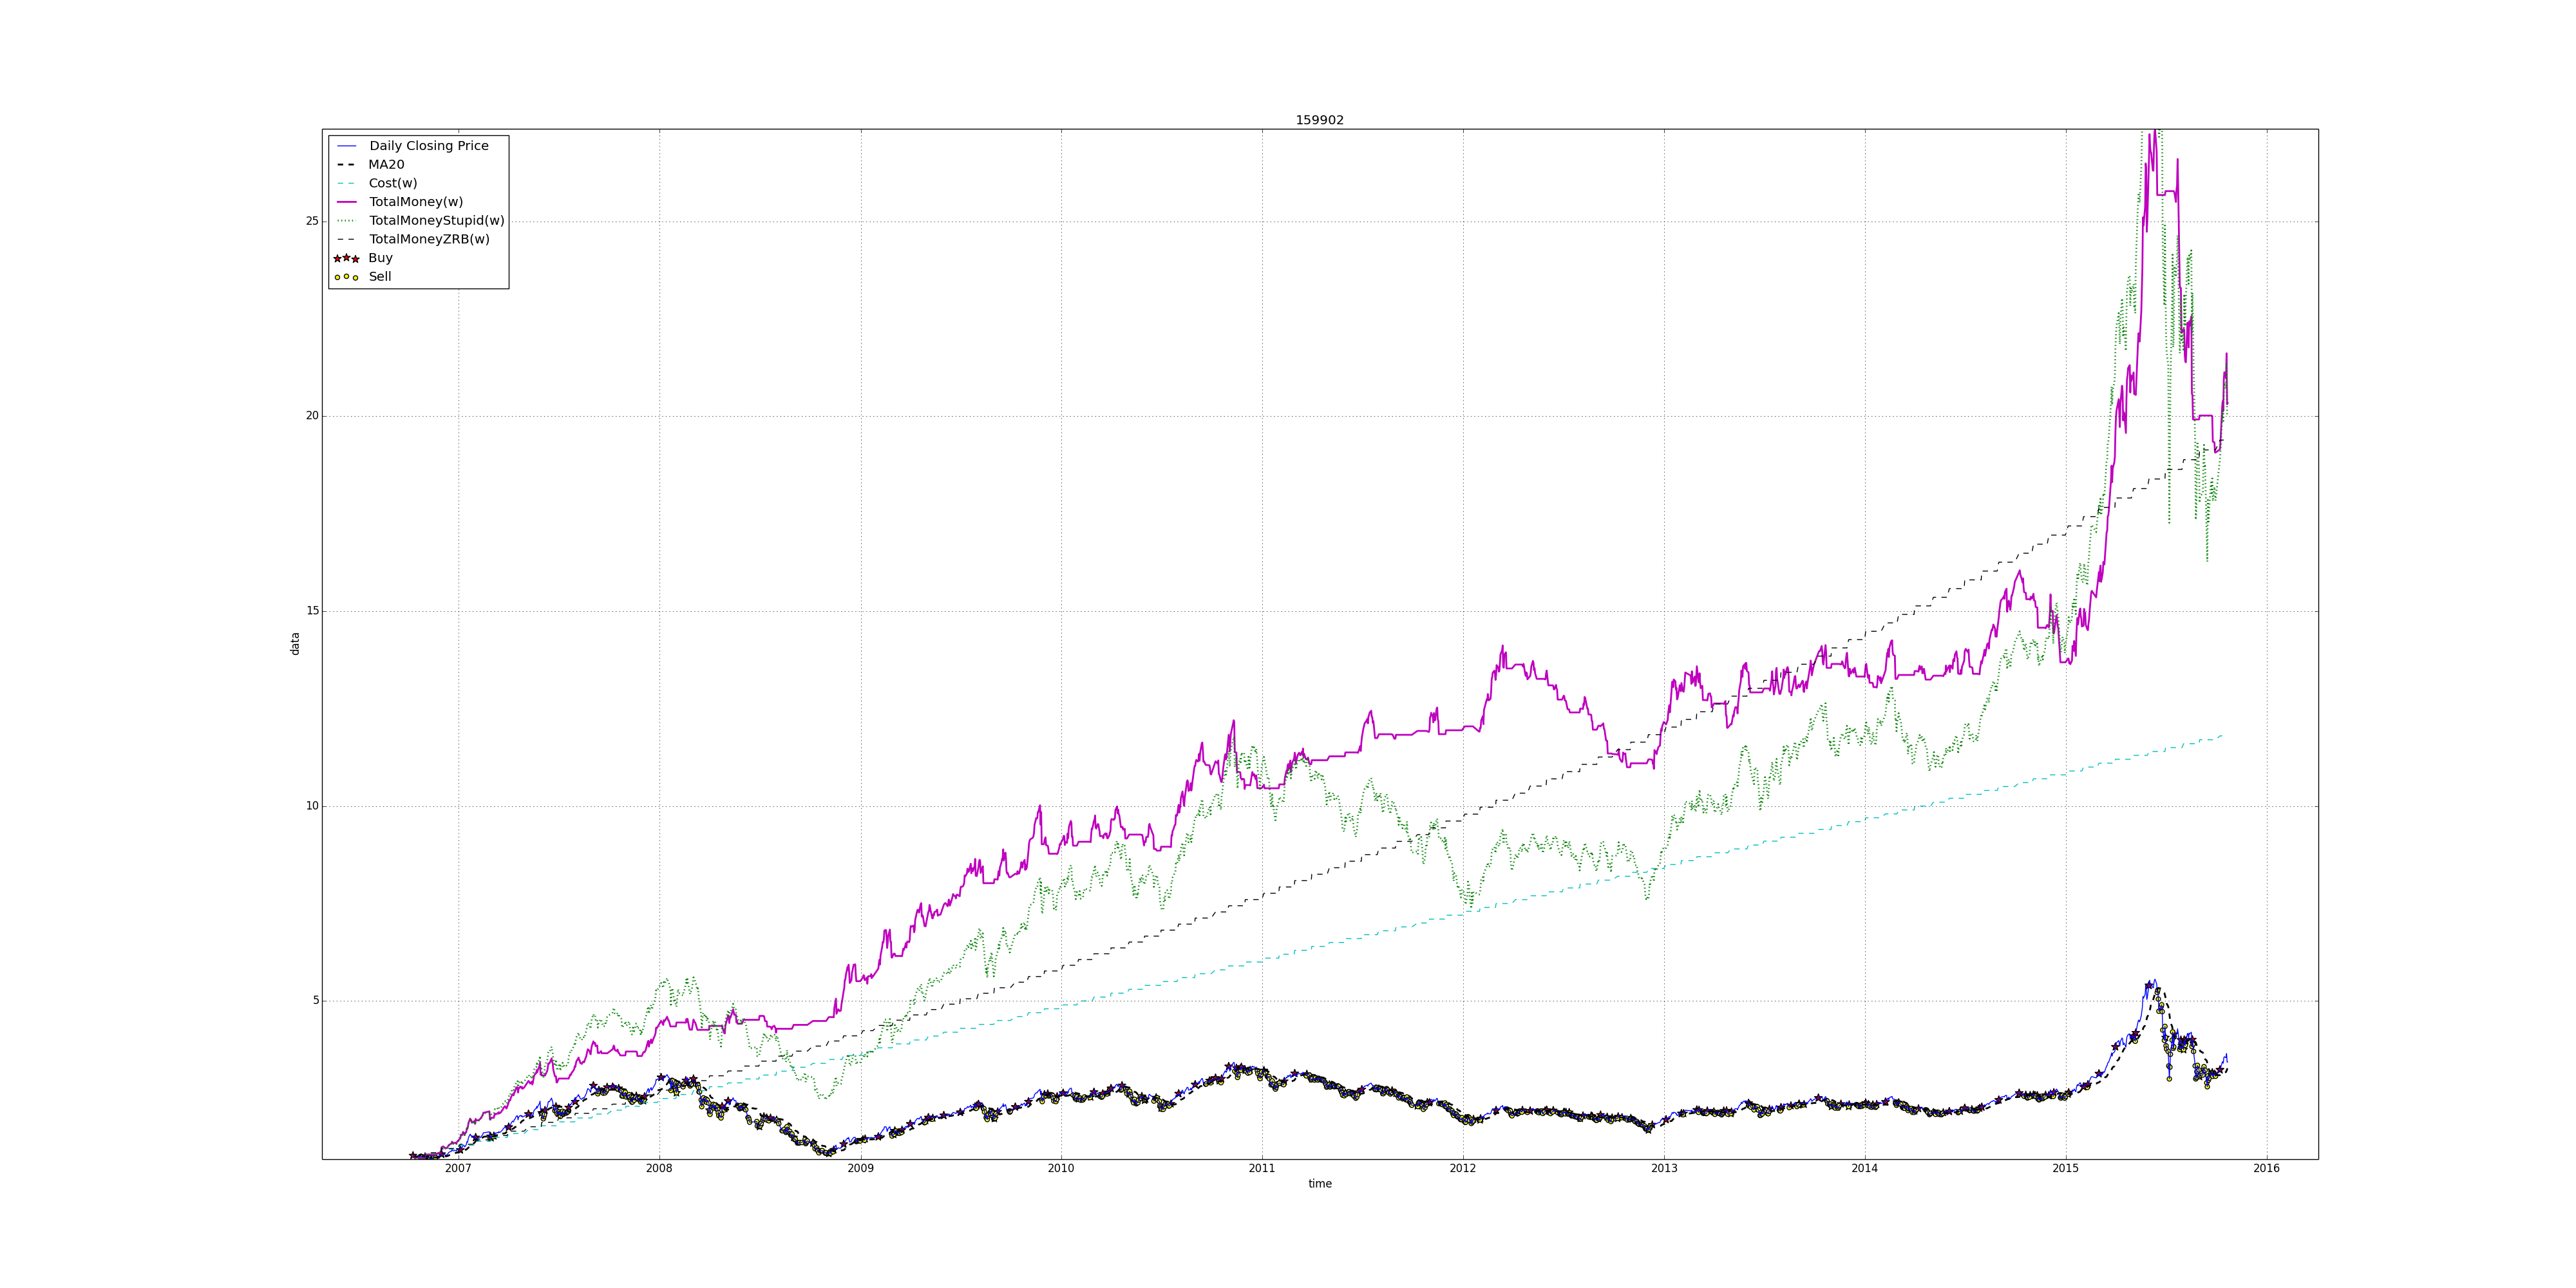 159902
Daily Closing Price
MA20
Cost(w)
TotalMoney(w)
TotalMoneyStupid(w)
TotalMoneyZRB(w)
Buy
Sell
25
20
15
10
5
data
2007 2008 2009 2010 2011 2012 2013 2014 2015 2016
time